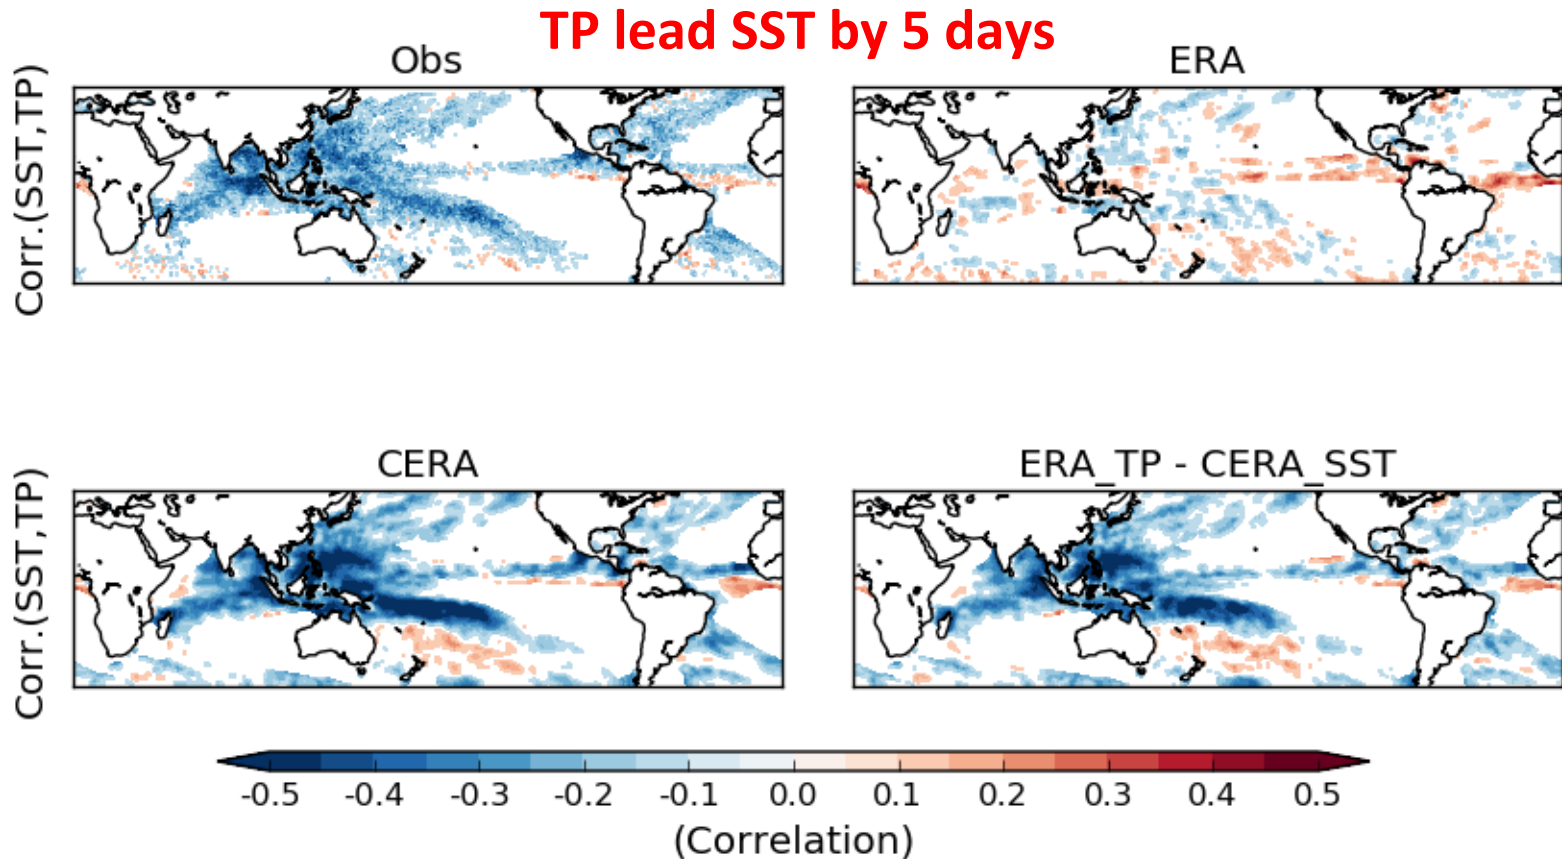 TP lead SST by 5 days
Obs
ERA
Corr.(SST,TP)
CERA
ERA_TP - CERA_SST
Corr.(SST,TP)
-0.5 -0.4 -0.3 -0.2 -0.1 0.0 0.1 0.2 0.3 0.4 0.5
(Correlation)